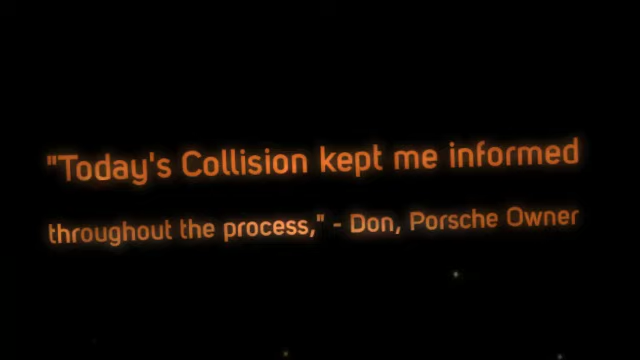 "Today's Collision kept me informed
throughout the process," - Don, Porsche Owner